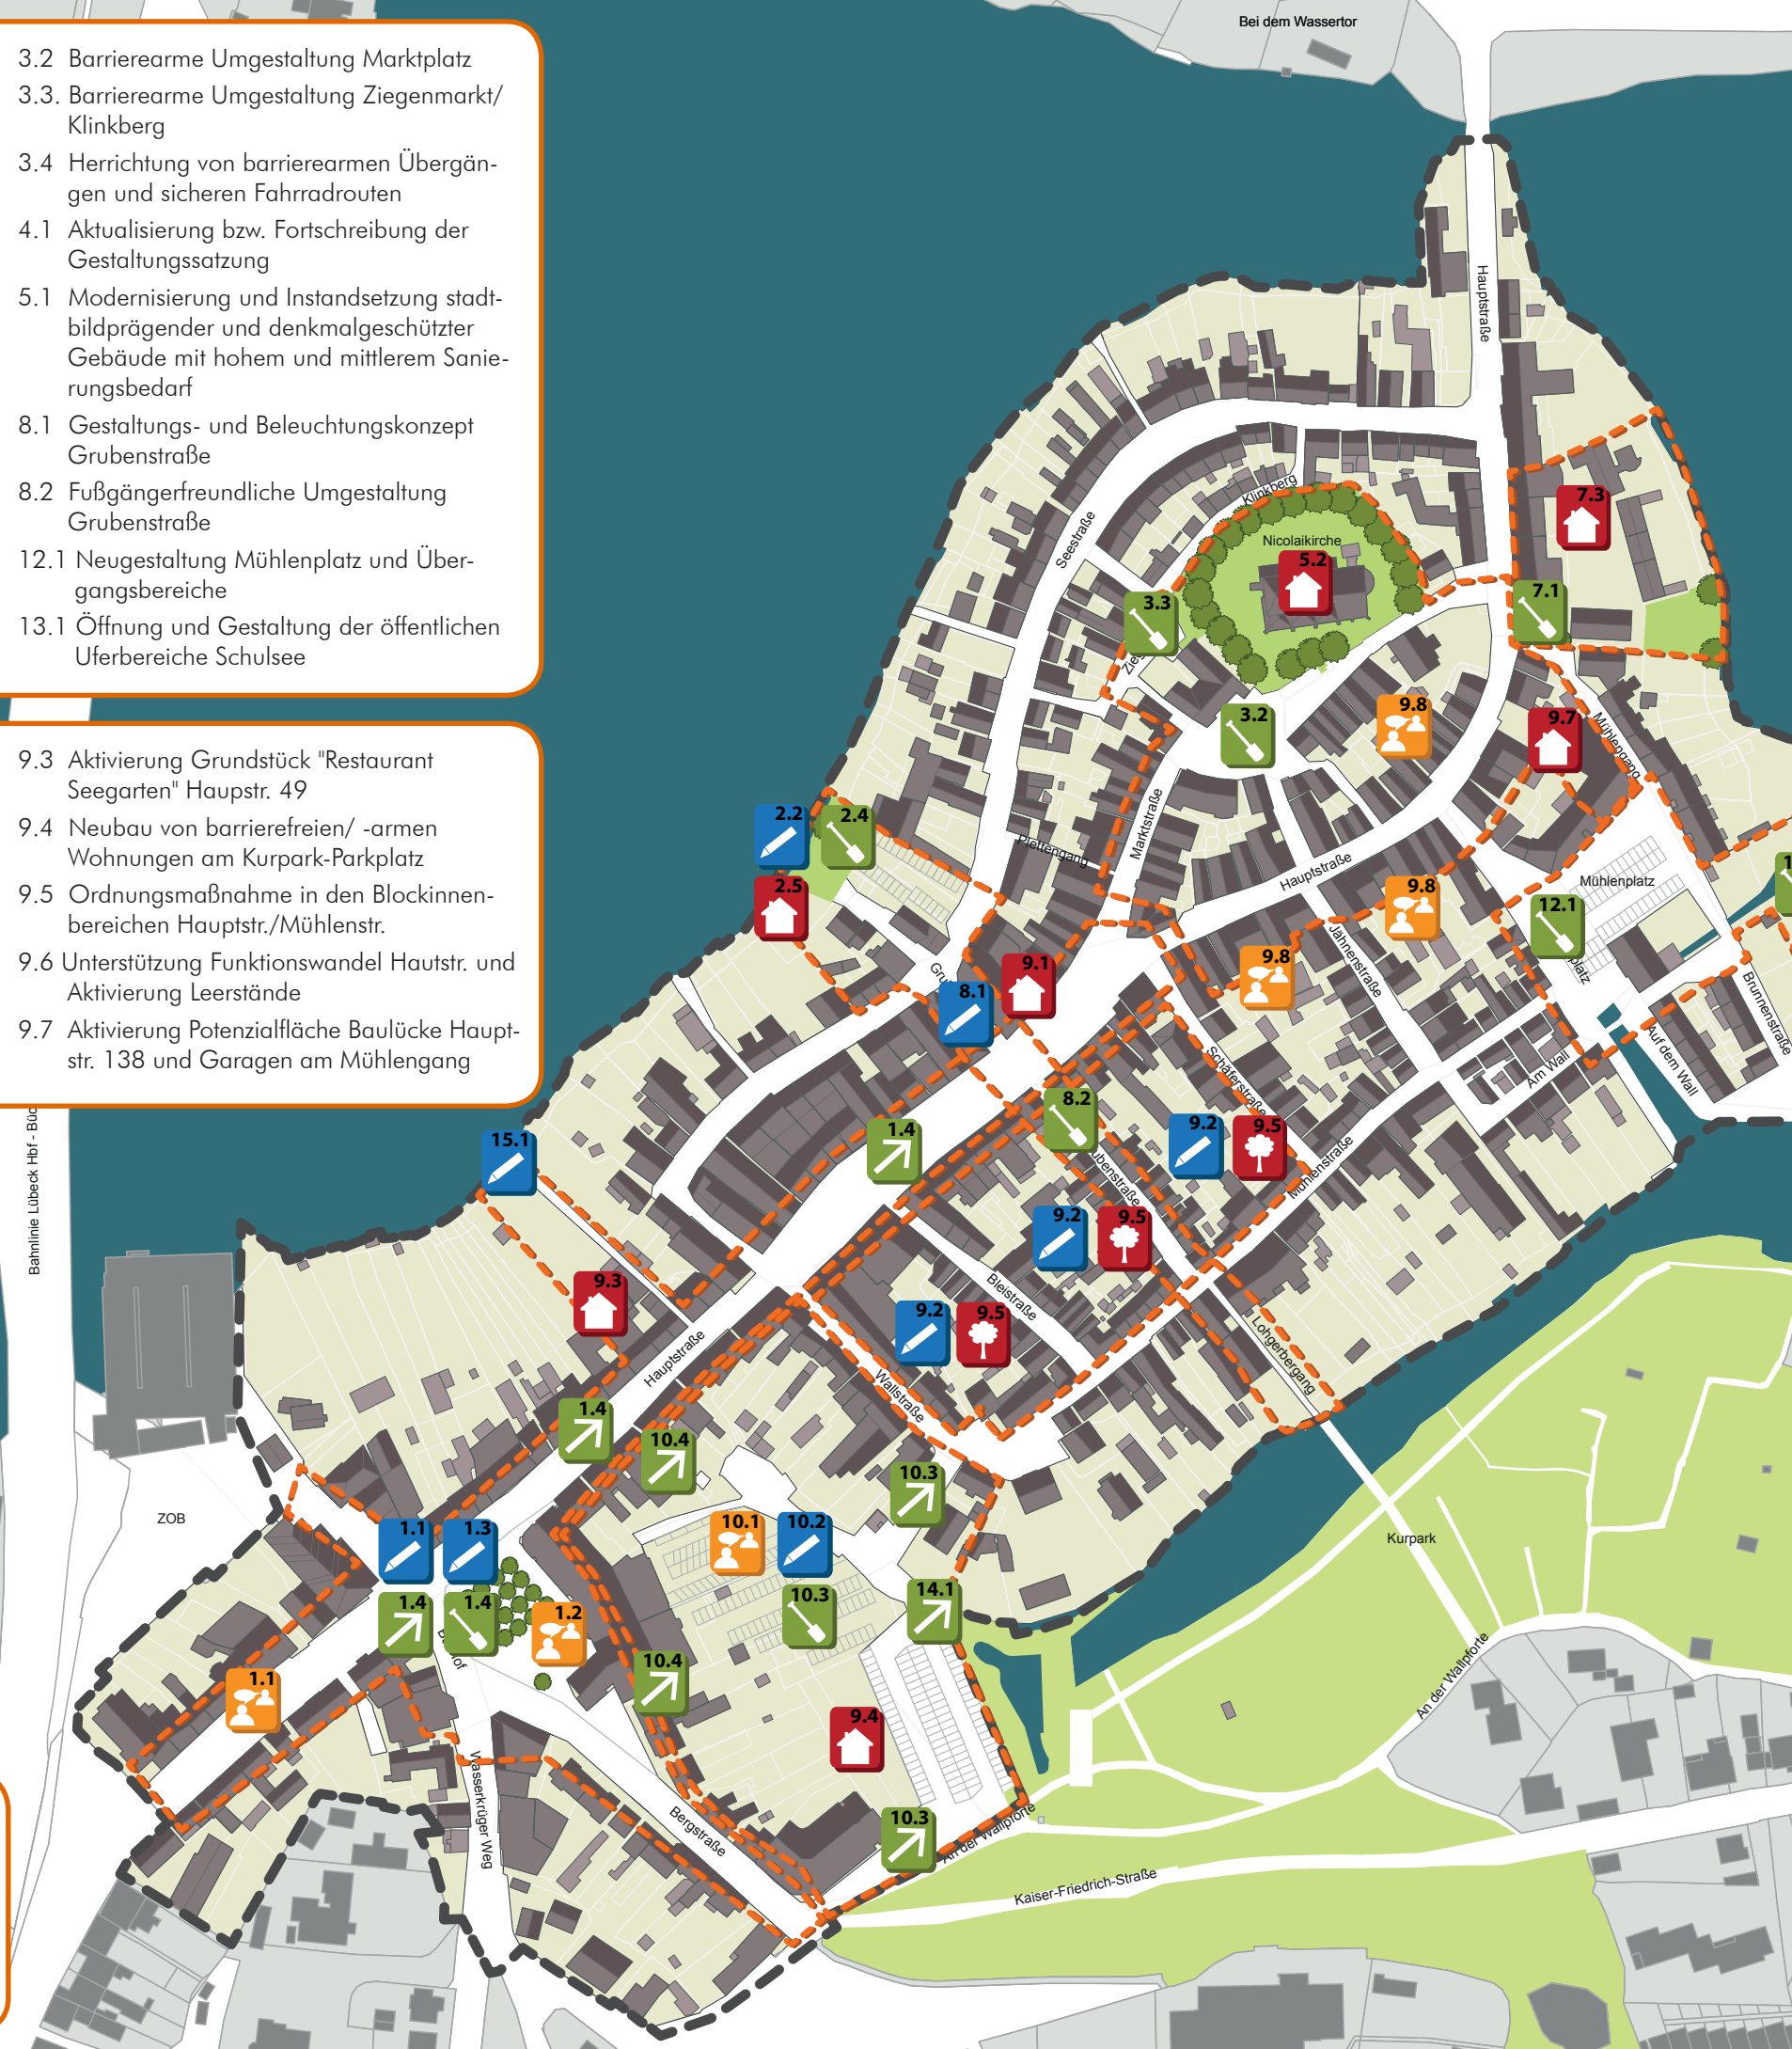 3.2 Barrierearme Umgestaltung Marktplatz
3.3. Barrierearme Umgestaltung Ziegenmarkt/
Klinkberg
3.4 Herrichtung von barrierearmen Übergän-
gen und sicheren Fahrradrouten
4.1 Aktualisierung bzw. Fortschreibung der
Gestaltungssatzung
5.1 Modernisierung und Instandsetzung stadt-
bildprägender und denkmalgeschützter
Gebäude mit hohem und mittlerem Sanie-
rungsbedarf
8.1 Gestaltungs- und Beleuchtungskonzept
Grubenstraße
8.2 Fußgängerfreundliche Umgestaltung
Grubenstraße
12.1 Neugestaltung Mühlenplatz und Über-
gangsbereiche
13.1 Öffnung und Gestaltung der öffentlichen
Uferbereiche Schulsee
9.3 Aktivierung Grundstück "Restaurant
Seegarten" Haupstr. 49
9.4 Neubau von barrierefreien/ -armen
Wohnungen am Kurpark-Parkplatz
9.5 Ordnungsmaßnahme in den Blockinnen-
bereichen Hauptstr./Mühlenstr.
9.6 Unterstützung Funktionswandel Hautstr. und
Aktivierung Leerstände
9.7 Aktivierung Potenzialfläche Baulücke Haupt-
str. 138 und Garagen am Mühlengang
Bei dem Wassertor
Hauptstraße
Klinkberg
Nicolaikirche
Seestraße
7.3
5.2
3.3
7.1
3.2
9.8
9.7
Mühlengang
2.2
2.4
Marktstraße
Plettengang
Hauptstraße
Mühlenplatz
2.5
9.8
12.1
Jähnenstraße
9.8
9.1
8.1
Brunnenstraße
Auf dem Wall
Am Wall
Schäferstraße
8.2
9.2
9.5
1.4
Mühlenstraße
15.1
Bahnlinie Lübeck Hbf - Büc
9.2
9.5
9.3
Bleistraße
9.2
9.5
Lohgerbergang
Hauptstraße
Wallstraße
1.4
10.4
10.3
ZOB
1.1
1.3
10.1
10.2
Kurpark
1.4
1.4
1.2
10.3
14.1
1.1
10.4
9.4
An der Wallpforte
Wasserkrüger Weg
Bergstraße
10.3
An der Wallpforte
Kaiser-Friedrich-Straße